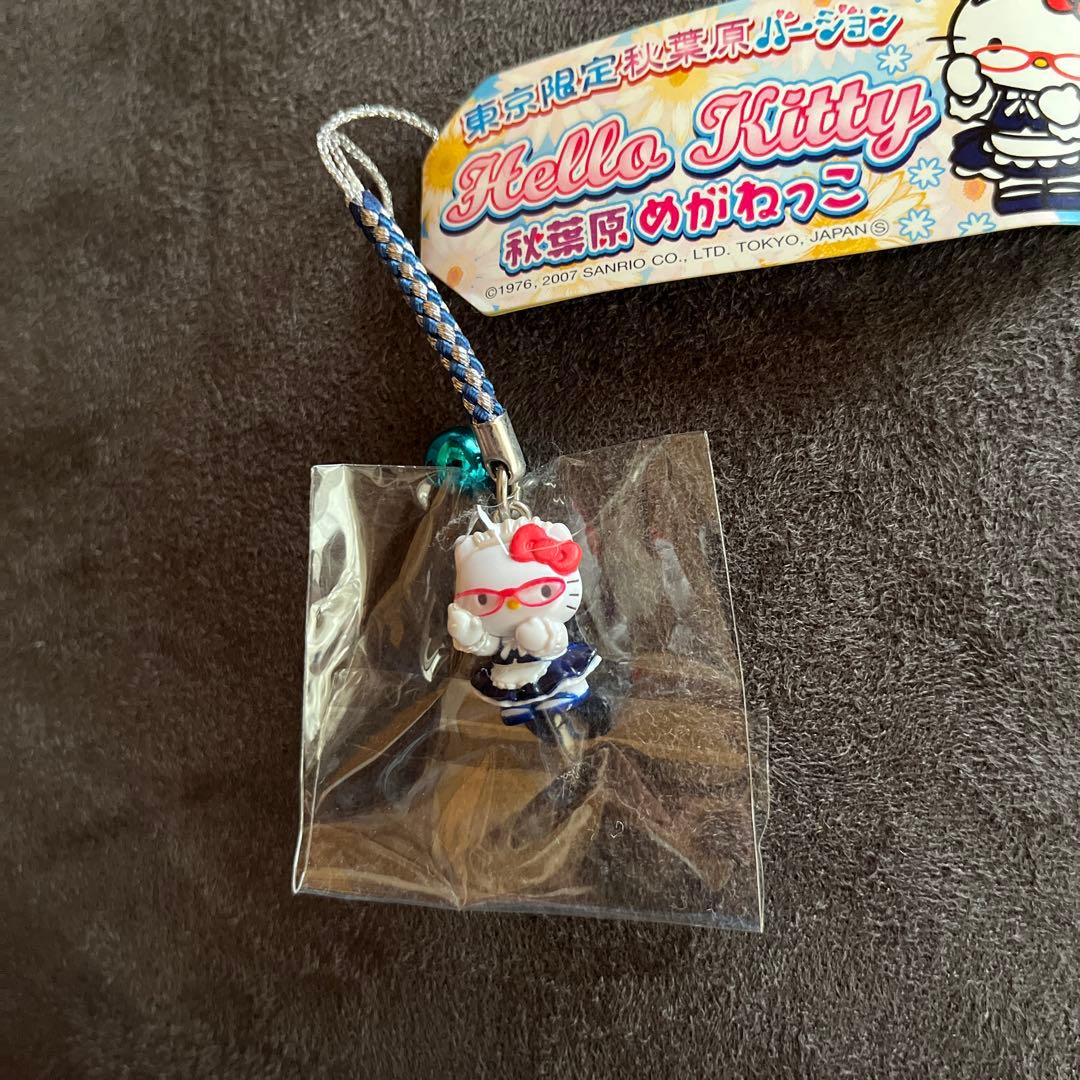 東京限定秋葉原バージョン
Hello Kitty
秋葉原めがねっこ
©1976, 2007 SANRIO CO., LTD. TOKYO, JAPAN Ⓢ